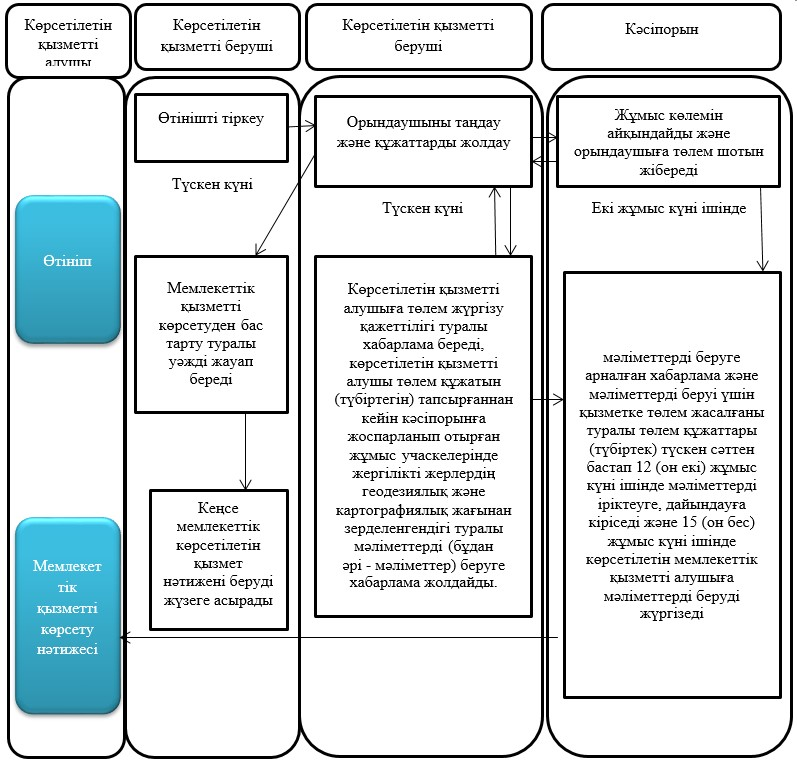 Көрсетілетін
қызметті
алушы
Көрсетілетін
қызметті беруші
Көрсетілетін қызметті
беруші
Кәсіпорын
Өтініш
Мемлекет
тік
қызметті
көрсету
нәтижесі
Өтінішті тіркеу
Түскен күні
Мемлекеттік
қызметті
көрсетуден бас
тарту туралы
уәжді жауап
береді
Кеңсе
мемлекеттік
көрсетілетін
қызмет
нәтижені беруді
жүзеге асырады
Орындаушыны таңдау
және құжаттарды жолдау
Түскен күні
Көрсетілетін қызметті
алушыға төлем жүргізу
қажеттілігі туралы
хабарлама береді,
көрсетілетін қызметті
алушы төлем құжатын
(түбіртегін) тапсырғаннан
кейін кәсіпорынға
жоспарланып отырған
жұмыс учаскелерінде
жергілікті жерлердің
геодезиялық және
картографиялық жағынан
зерделенгендігі туралы
мәліметтерді (бұдан
әрі - мәліметтер) беруге
хабарлама жолдайды.
Жұмыс көлемін
айқындайды және
орындаушыға төлем шотын
жібереді
Екі жұмыс күні ішінде
мәліметтерді беруге
арналған хабарлама және
мәліметтерді беруі үшін
қызметке төлем жасалғаны
туралы төлем құжаттары
(түбіртек) түскен сәттен
бастап 12 (он екі) жұмыс
күні ішінде мәліметтерді
іріктеуге, дайындауға
кіріседі және 15 (он бес)
жұмыс күні ішінде
көрсетілетін мемлекеттік
қызметті алушыға
мәліметтерді беруді
жүргізеді